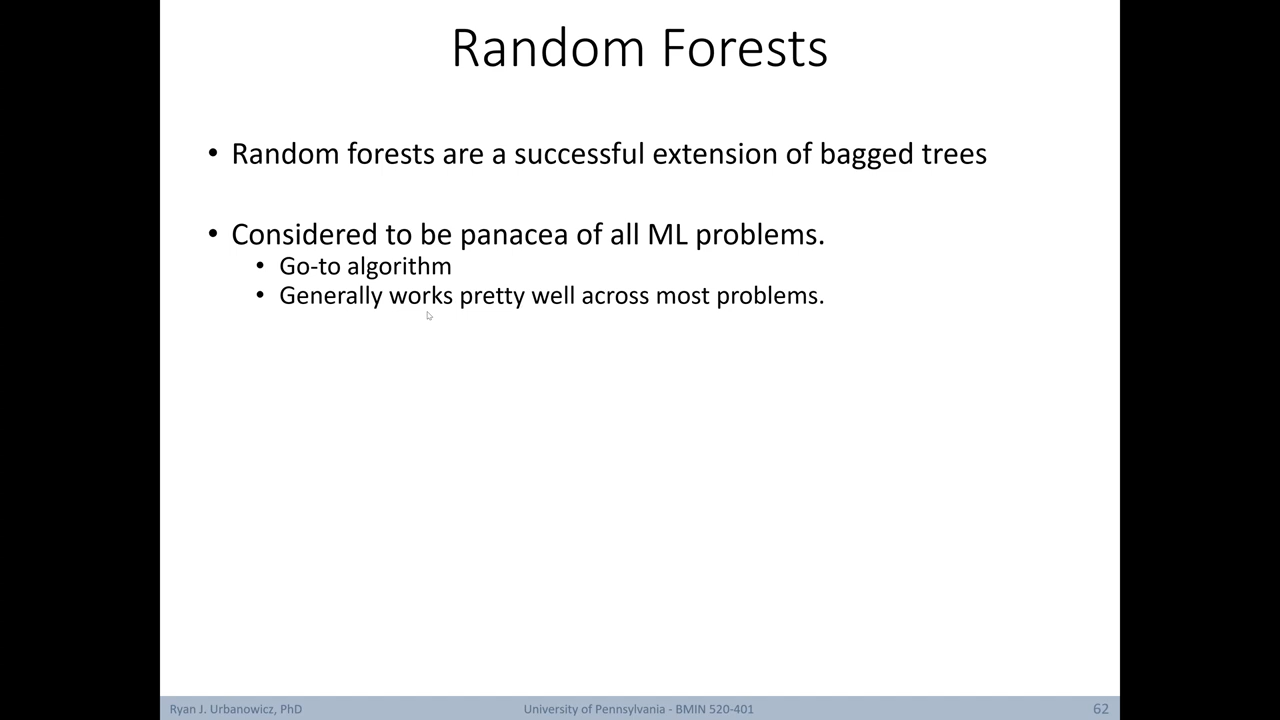 Random Forests
• Random forests are a successful extension of bagged trees
• Considered to be panacea of all ML problems.
• Go-to algorithm
• Generally works pretty well across most problems.
Ryan J. Urbanowicz, PhD
University of Pennsylvania - BMIN 520-401
62